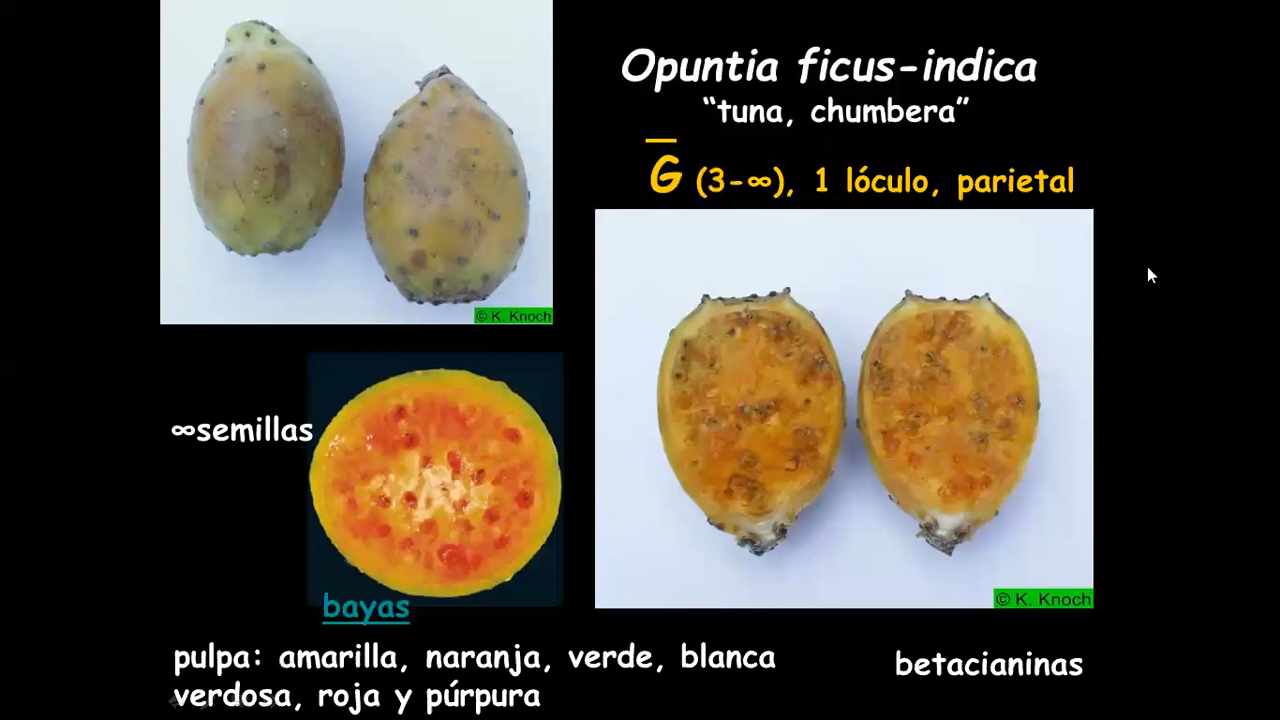 Opuntia ficus-indica
“tuna, chumbera”
G̅ (3-∞), 1 lóculo, parietal
© K. Knoch
∞semillas
© K. Knoch
bayas
pulpa: amarilla, naranja, verde, blanca
verdosa, roja y púrpura
betacianinas